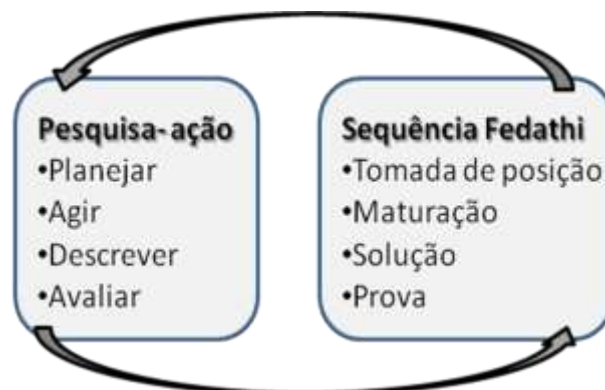 Pesquisa- ação
•Planejar
•Agir
•Descrever
•Avaliar
Sequência Fedathi
•Tomada de posição
•Maturação
•Solução
•Prova